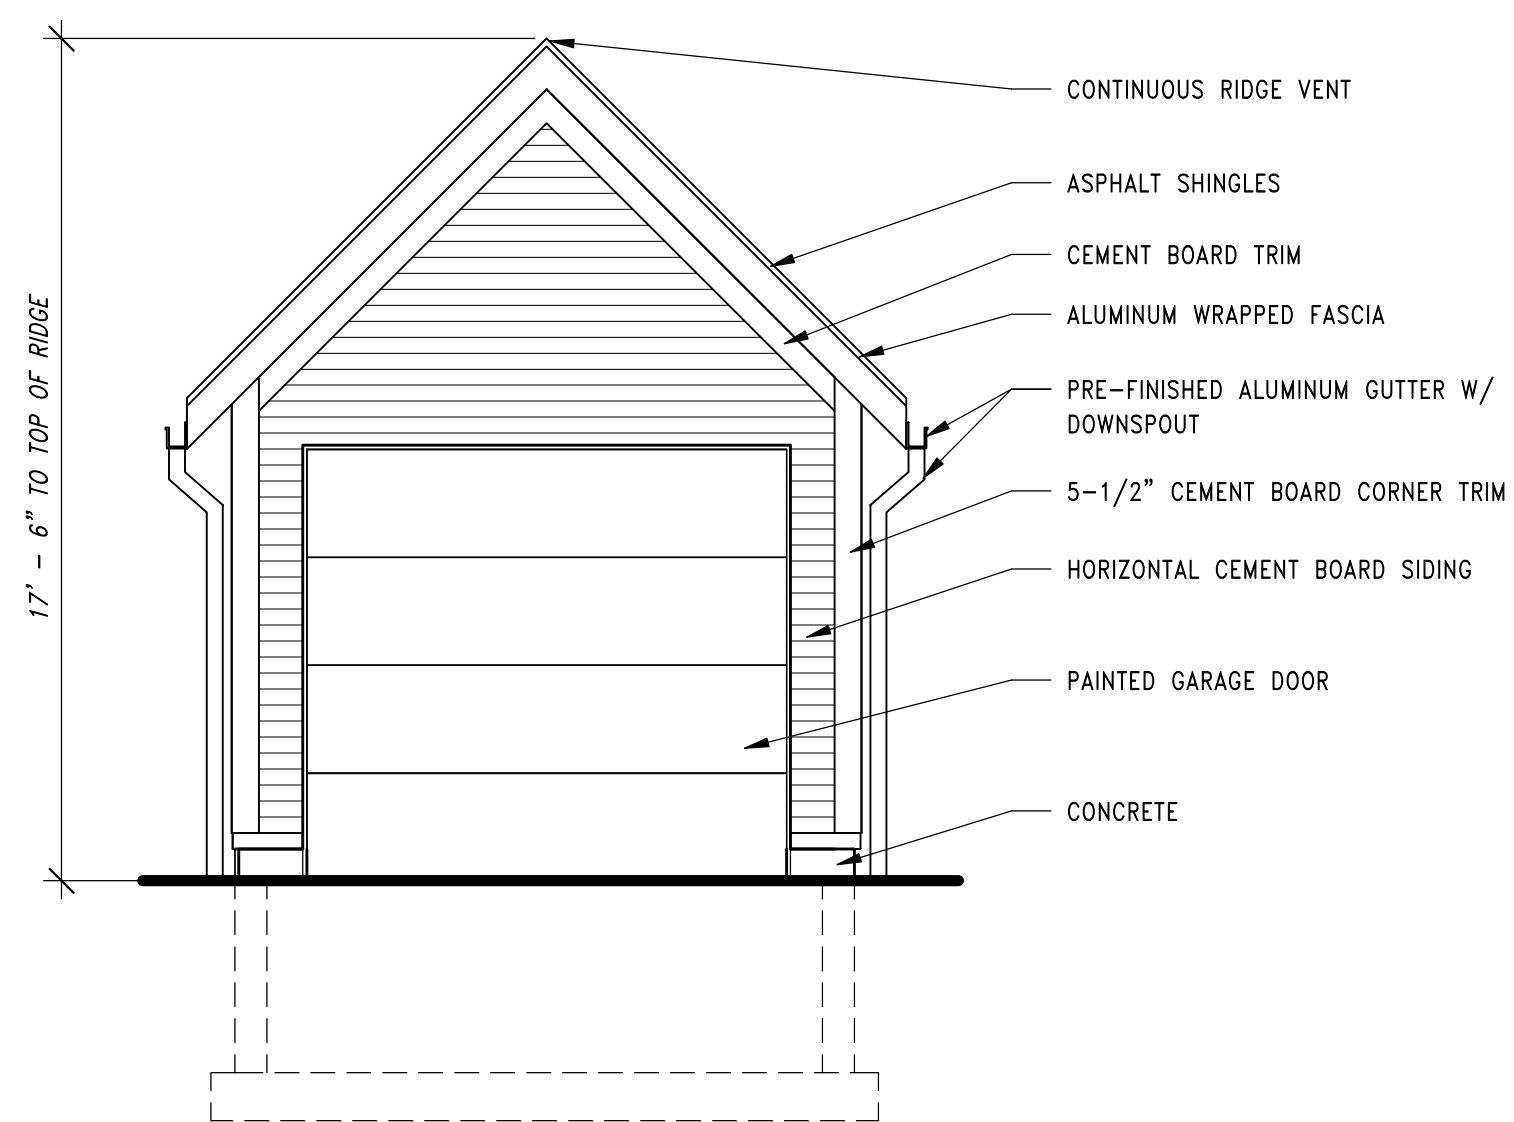 CONTINUOUS RIDGE VENT
ASPHALT SHINGLES
CEMENT BOARD TRIM
ALUMINUM WRAPPED FASCIA
PRE-FINISHED ALUMINUM GUTTER W/
DOWNSPOUT
5-1/2” CEMENT BOARD CORNER TRIM
HORIZONTAL CEMENT BOARD SIDING
PAINTED GARAGE DOOR
CONCRETE
17’ - 6” TO TOP OF RIDGE